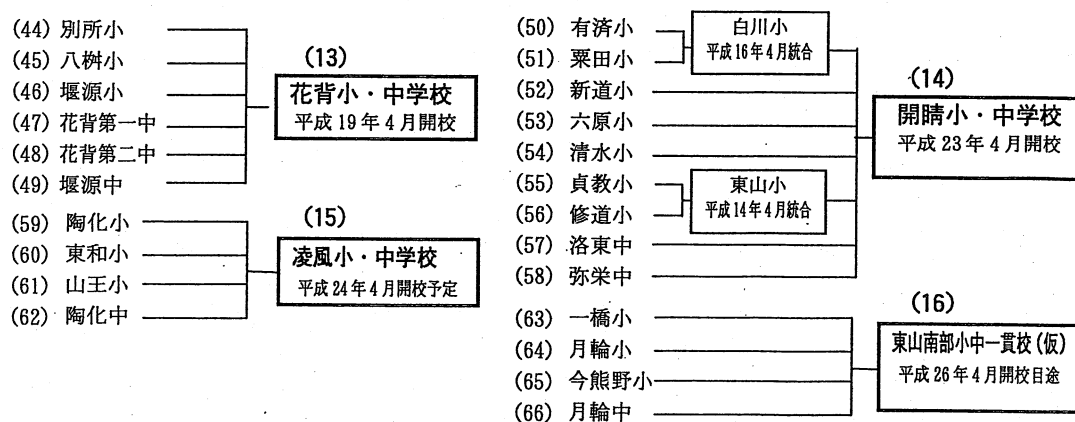 (44) 別所小
(45) 八桝小
(46) 堰源小
(47) 花背第一中
(48) 花背第二中
(49) 堰源中
(13)
花背小・中学校
平成19年4月開校
(59) 陶化小
(60) 東和小
(61) 山王小
(62) 陶化中
(15)
凌風小・中学校
平成24年4月開校予定
(50) 有済小
(51) 粟田小
(52) 新道小
(53) 六原小
(54) 清水小
(55) 貞教小
(56) 修道小
(57) 洛東中
(58) 弥栄中
白川小
平成16年4月統合
東山小
平成14年4月統合
(14)
開睛小・中学校
平成23年4月開校
(63) 一橋小
(64) 月輪小
(65) 今熊野小
(66) 月輪中
(16)
東山南部小中一貫校(仮)
平成26年4月開校目途